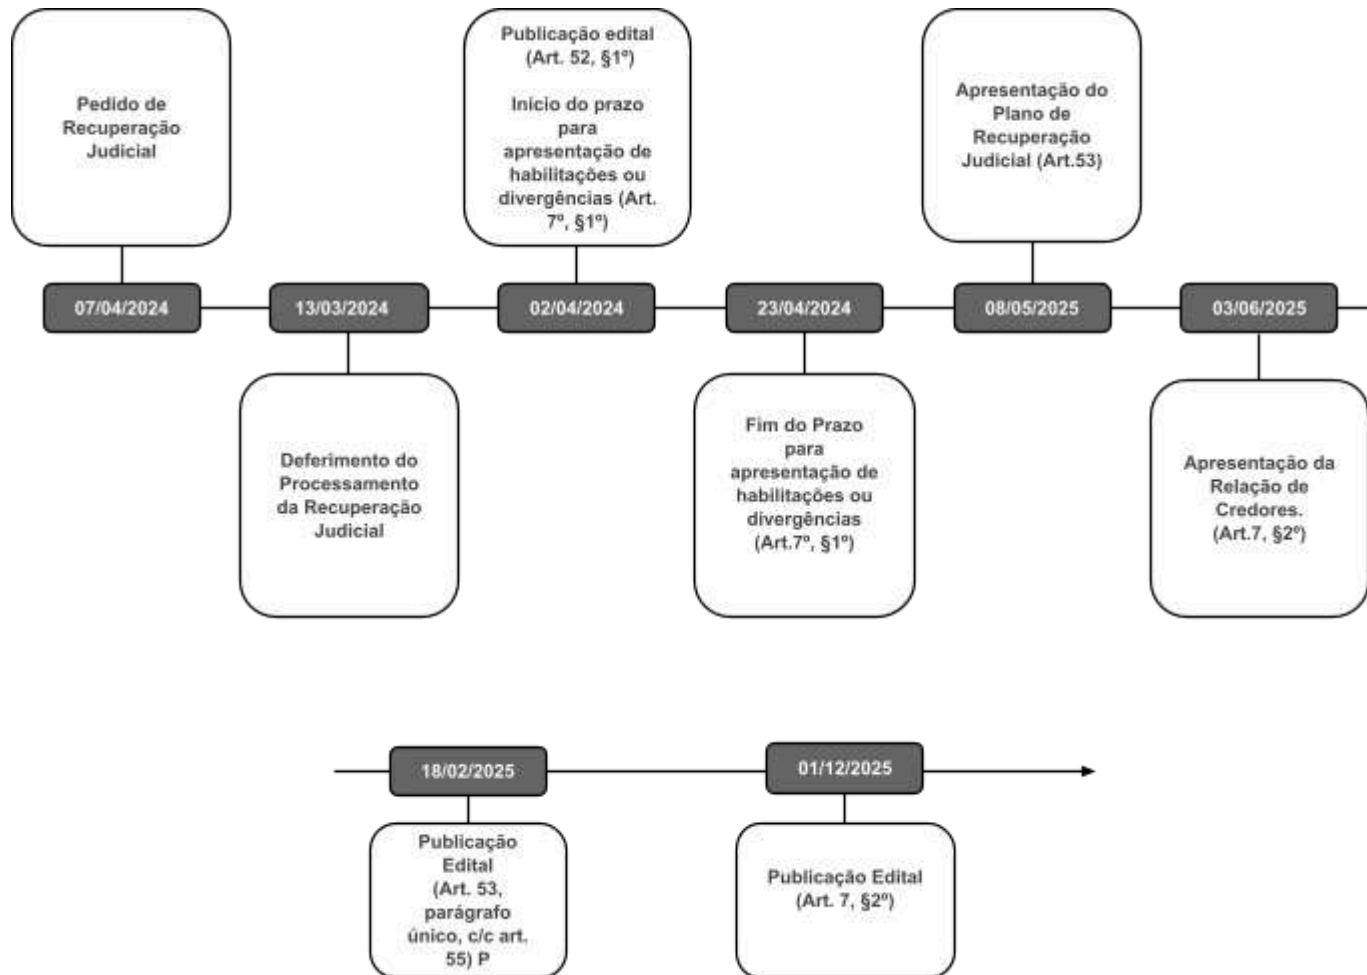 Pedido de
Recuperação
Judicial
Publicação edital
(Art. 52, §1º)
Início do prazo
para
apresentação de
habilitações ou
divergências (Art.
7º, §1º)
Apresentação do
Plano de
Recuperação
Judicial (Art.53)
07/04/2024
13/03/2024
02/04/2024
23/04/2024
08/05/2025
03/06/2025
Deferimento do
Processamento
da Recuperação
Judicial
Fim do Prazo
para
apresentação de
habilitações ou
divergências
(Art.7º, §1º)
Apresentação da
Relação de
Credores.
(Art.7, §2º)
18/02/2025
01/12/2025
Publicação
Edital
(Art. 53,
parágrafo
único, c/c art.
55) P
Publicação Edital
(Art. 7, §2º)